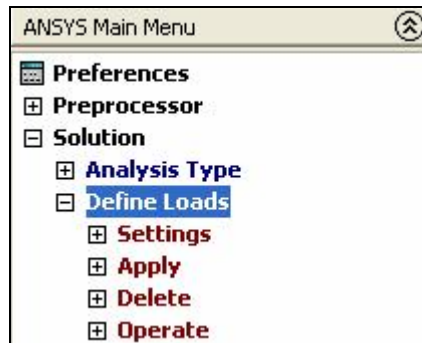 ANSYS Main Menu
Preferences
Preprocessor
Solution
Analysis Type
Define Loads
Settings
Apply
Delete
Operate